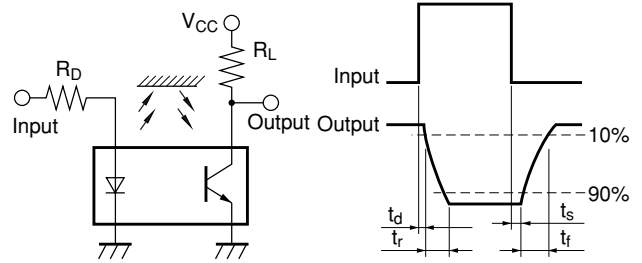 V_CC
R_D
R_L
Input
Output
Input
Output
10%
90%
t_d
t_r
t_s
t_f